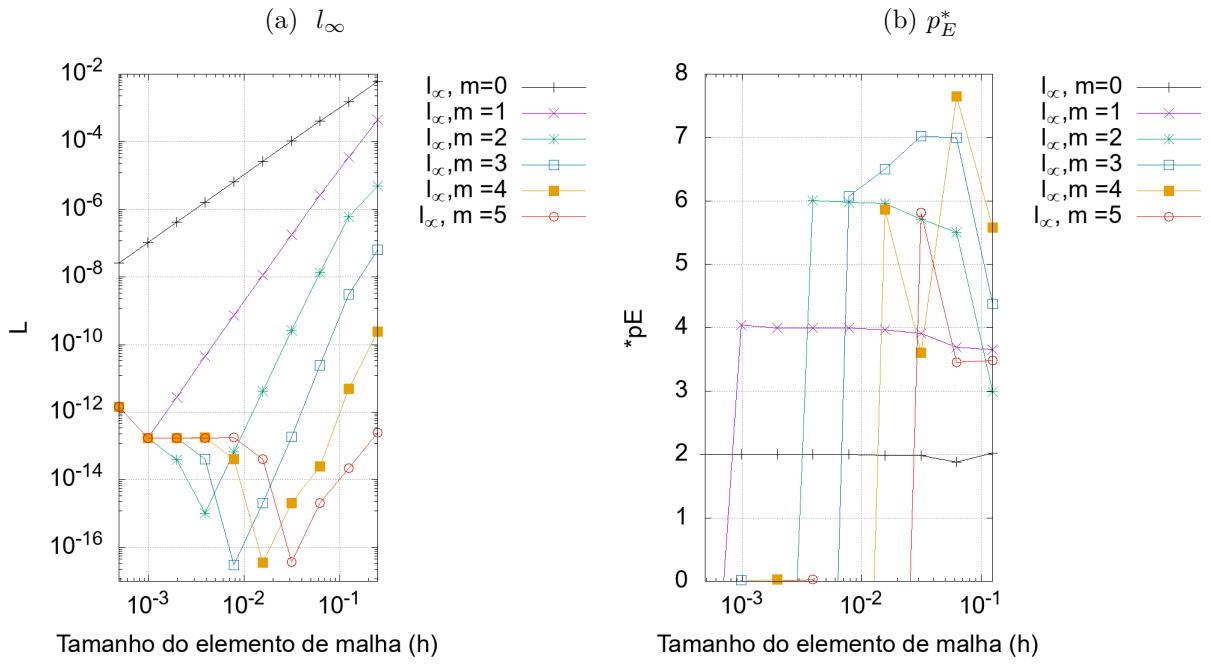 (a) l∞
(b) p*E
10-2
10-4
10-6
10-8
10-10
10-12
10-14
10-16
L
10-3
10-2
10-1
Tamanho do elemento de malha (h)
l∞, m=0
l∞,m =1
l∞,m =2
l∞,m =3
l∞,m =4
l∞, m =5
8
7
6
5
4
3
2
1
0
*pE
10-3
10-2
10-1
Tamanho do elemento de malha (h)
l∞, m=0
l∞,m =1
l∞,m =2
l∞,m =3
l∞,m =4
l∞, m =5